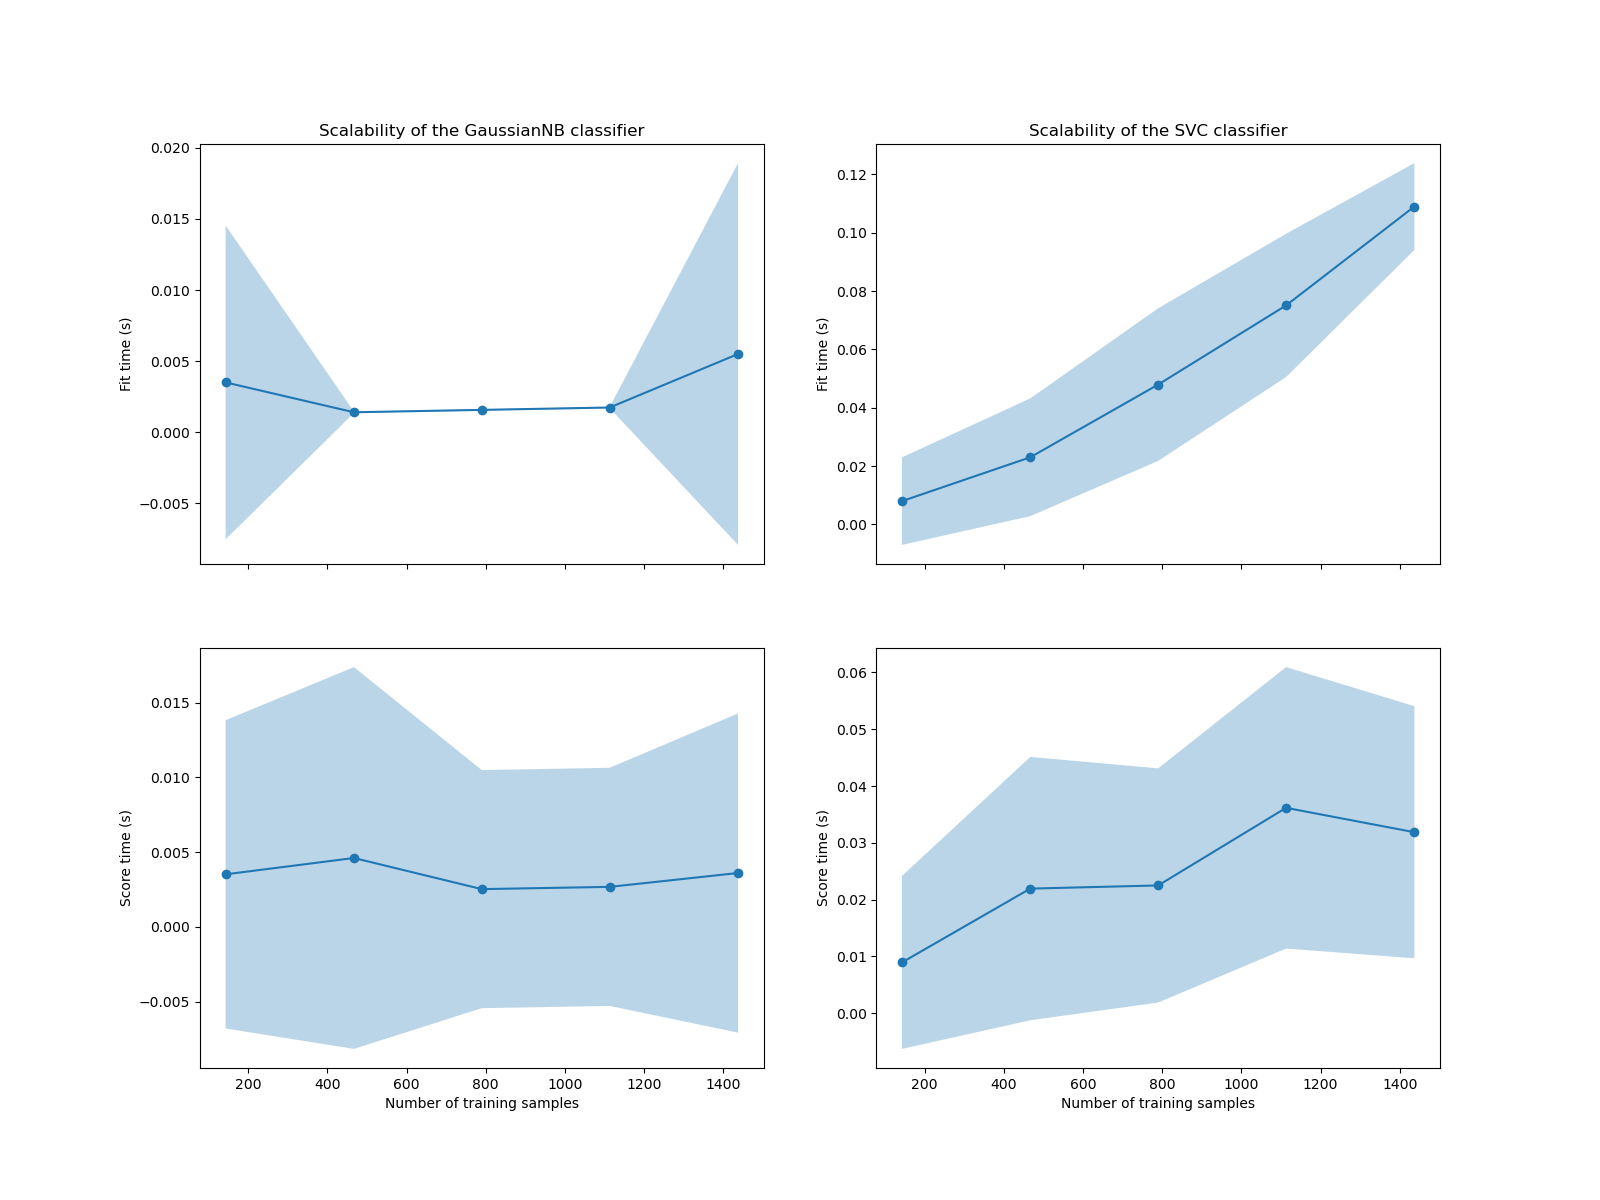 Scalability of the GaussianNB classifier
0.020
0.015
0.010
0.005
0.000
−0.005
Fit time (s)
Scalability of the SVC classifier
0.12
0.10
0.08
0.06
0.04
0.02
0.00
Fit time (s)
0.015
0.010
0.005
0.000
−0.005
Score time (s)
200 400 600 800 1000 1200 1400
Number of training samples
0.06
0.05
0.04
0.03
0.02
0.01
0.00
Score time (s)
200 400 600 800 1000 1200 1400
Number of training samples